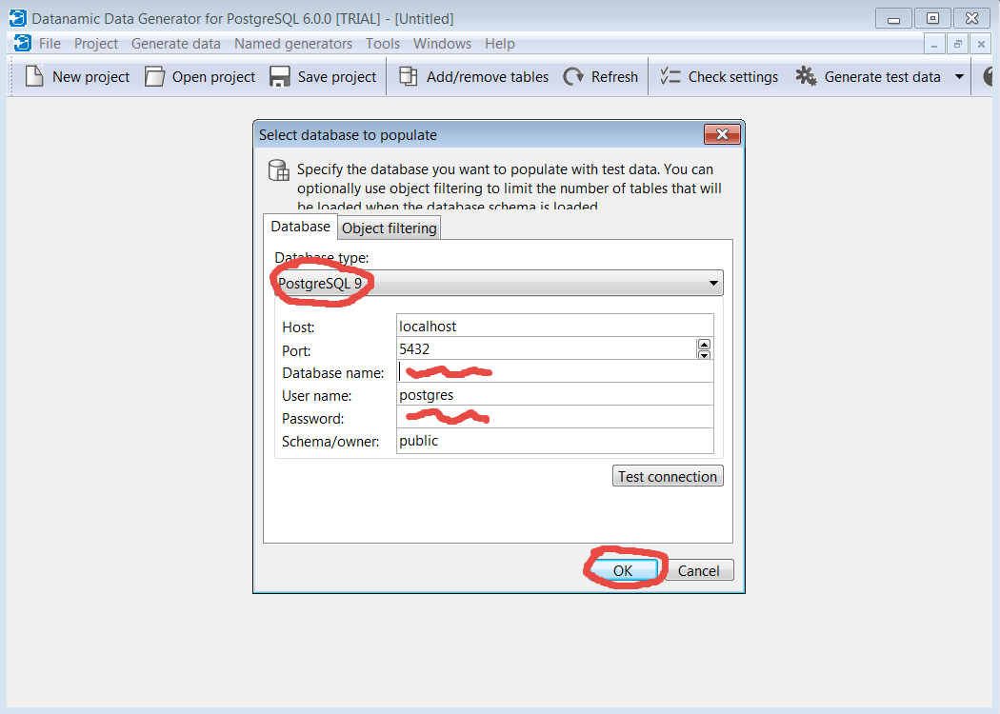 Datanamic Data Generator for PostgreSQL 6.0.0 [TRIAL] - [Untitled]
File Project Generate data Named generators Tools Windows Help
New project Open project Save project Add/remove tables Refresh Check settings Generate test data
Select database to populate
Specify the database you want to populate with test data. You can
optionally use object filtering to limit the number of tables that will
be loaded when the database schema is loaded
Database Object filtering
Database type:
PostgreSQL 9
Host: localhost
Port: 5432
Database name:
User name: postgres
Password:
Schema/owner: public
Test connection
OK Cancel